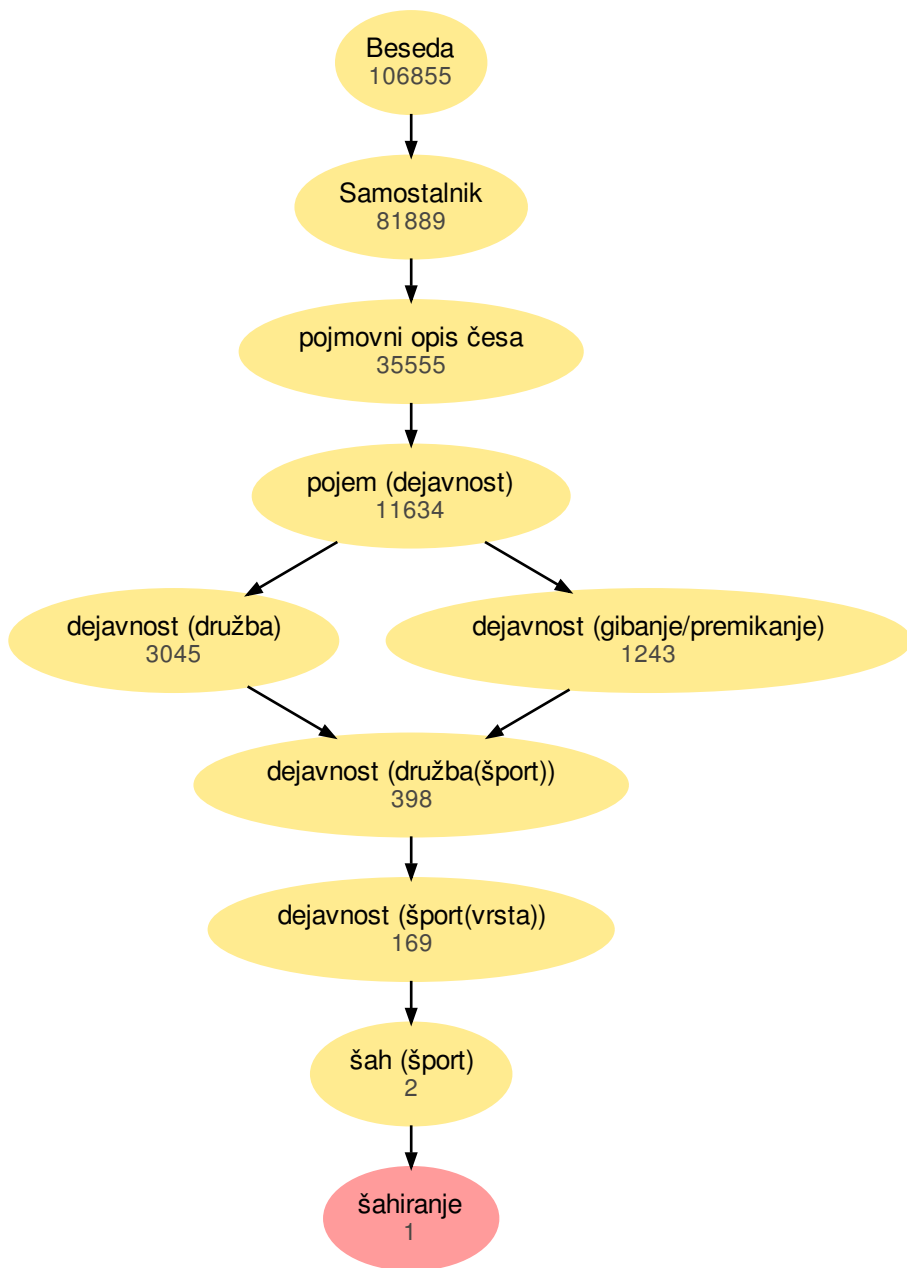 Beseda
106855
Samostalnik
81889
pojmovni opis česa
35555
pojem (dejavnost)
11634
dejavnost (družba)
3045
dejavnost (gibanje/premikanje)
1243
dejavnost (družba(šport))
398
dejavnost (šport(vrsta))
169
šah (šport)
2
šahiranje
1